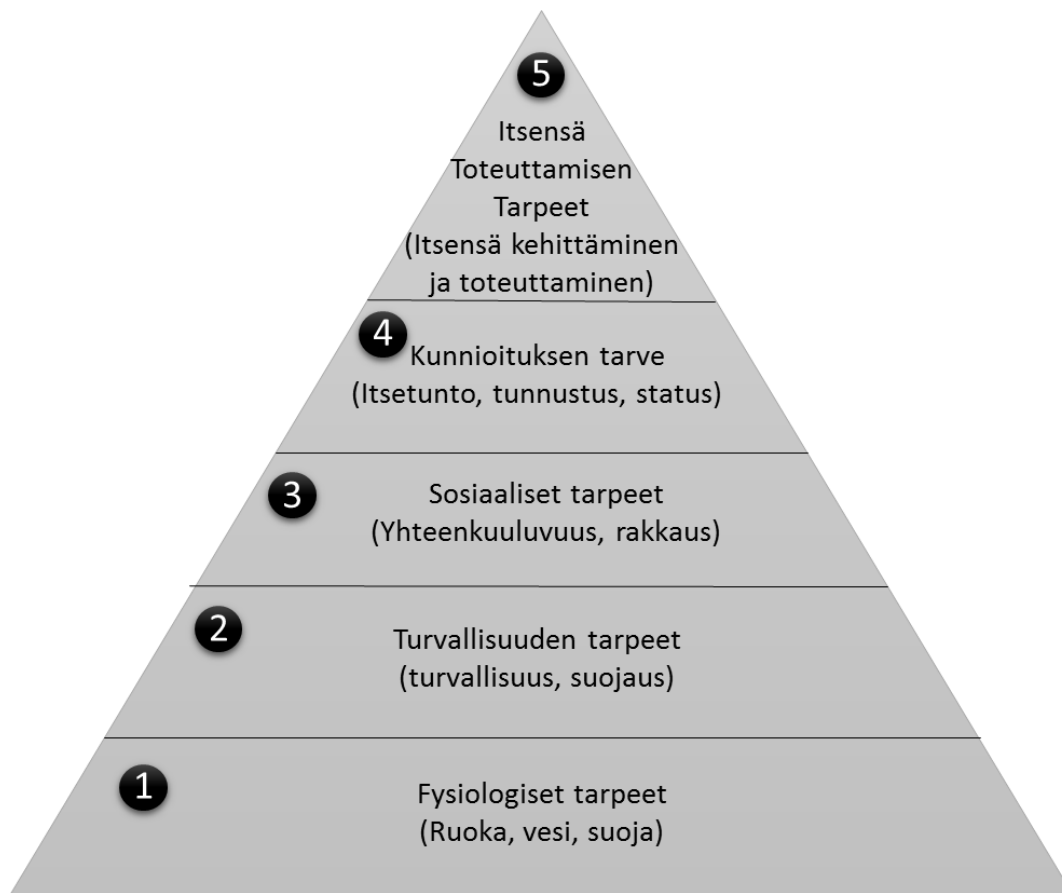 5
Itsensä
Toteuttamisen
Tarpeet
(Itsensä kehittäminen
ja toteuttaminen)
4
Kunnioituksen tarve
(Itsetunto, tunnustus, status)
3
Sosiaaliset tarpeet
(Yhteenkuuluvuus, rakkaus)
2
Turvallisuuden tarpeet
(turvallisuus, suojaus)
1
Fysiologiset tarpeet
(Ruoka, vesi, suoja)